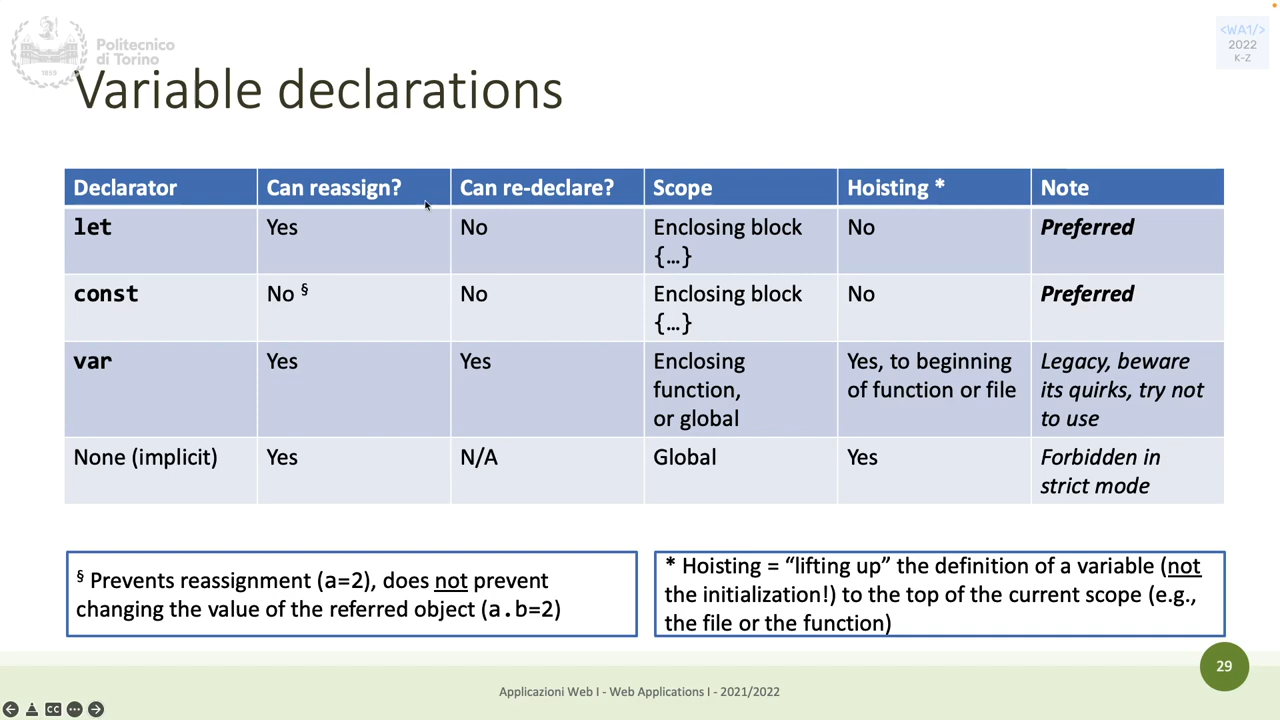 Politecnico
di Torino
1859
<WA1/>
2022
K-Z
Variable declarations
Declarator Can reassign? Can re-declare? Scope Hoisting * Note
let Yes No Enclosing block {…} No Preferred
const No § No Enclosing block {…} No Preferred
var Yes Yes Enclosing function, or global Yes, to beginning of function or file Legacy, beware its quirks, try not to use
None (implicit) Yes N/A Global Yes Forbidden in strict mode
§ Prevents reassignment (a=2), does not prevent
changing the value of the referred object (a.b=2)
* Hoisting = “lifting up” the definition of a variable (not
the initialization!) to the top of the current scope (e.g.,
the file or the function)
29
Applicazioni Web I - Web Applications I - 2021/2022
CC